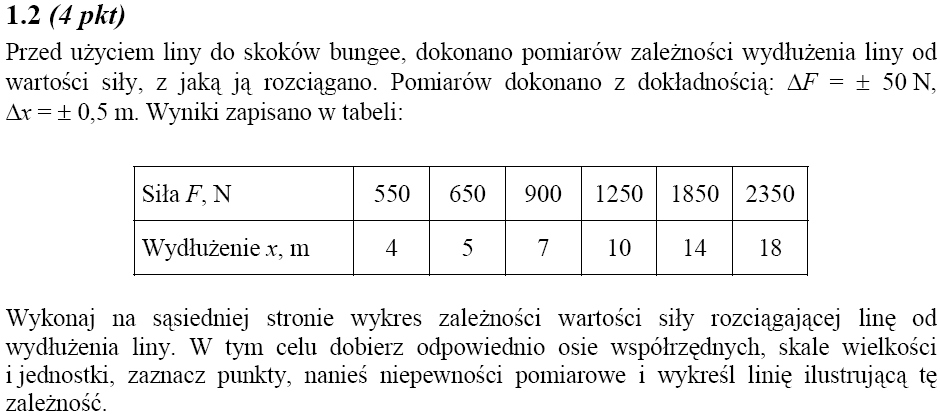 1.2 (4 pkt)
Przed użyciem liny do skoków bungee, dokonano pomiarów zależności wydłużenia liny od
wartości siły, z jaką ją rozciągano. Pomiarów dokonano z dokładnością: ΔF = ± 50 N,
Δx = ± 0,5 m. Wyniki zapisano w tabeli:
Siła F, N 550 650 900 1250 1850 2350
Wydłużenie x, m 4 5 7 10 14 18
Wykonaj na sąsiedniej stronie wykres zależności wartości siły rozciągającej linę od
wydłużenia liny. W tym celu dobierz odpowiednio osie współrzędnych, skale wielkości
i jednostki, zaznacz punkty, nanieś niepewności pomiarowe i wykreśl linię ilustrującą tę
zależność.